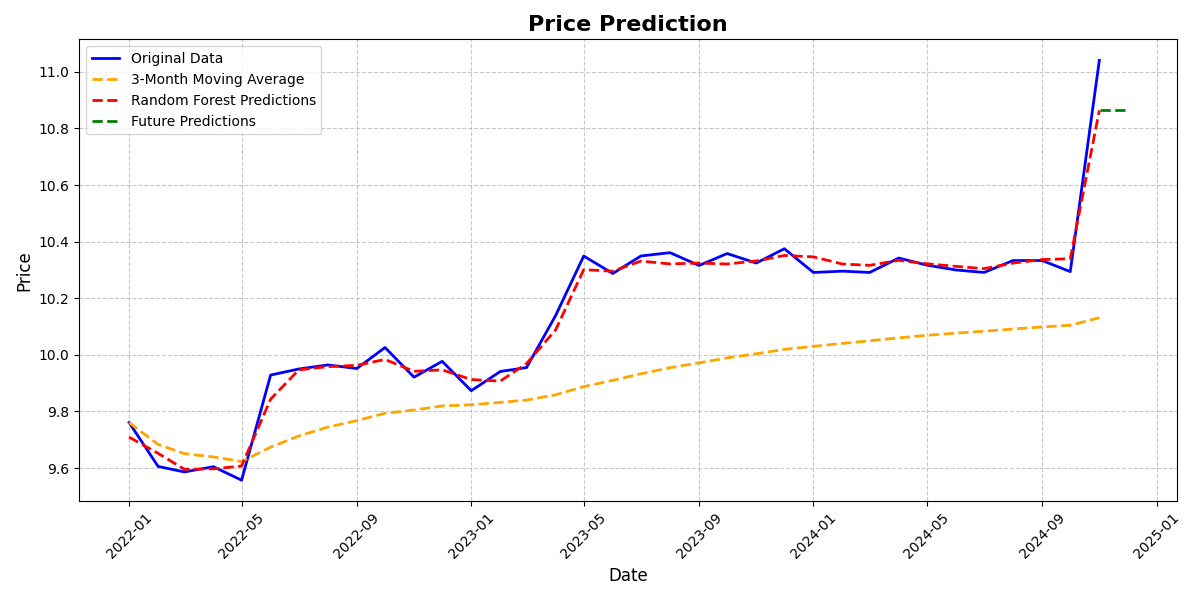 Price Prediction
Original Data
3-Month Moving Average
Random Forest Predictions
Future Predictions
Price
11.0
10.8
10.6
10.4
10.2
10.0
9.8
9.6
2022-01
2022-05
2022-09
2023-01
2023-05
2023-09
2024-01
2024-05
2024-09
2025-01
Date